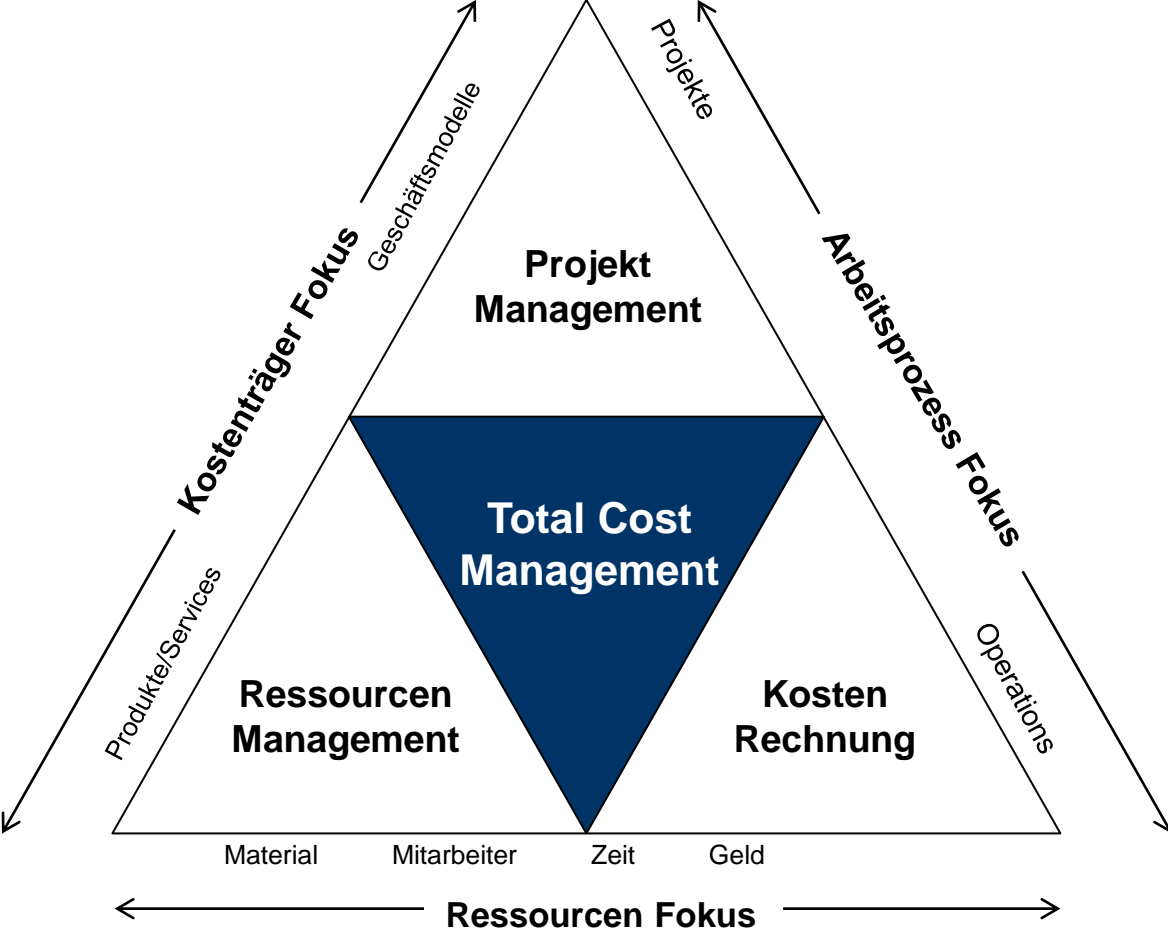 Projekte
Geschäftsmodelle
Kostenträger Fokus
Arbeitsprozess Fokus
Projekt
Management
Total Cost
Management
Produkte/Services
Operations
Ressourcen
Management
Kosten
Rechnung
Material Mitarbeiter Zeit Geld
Ressourcen Fokus